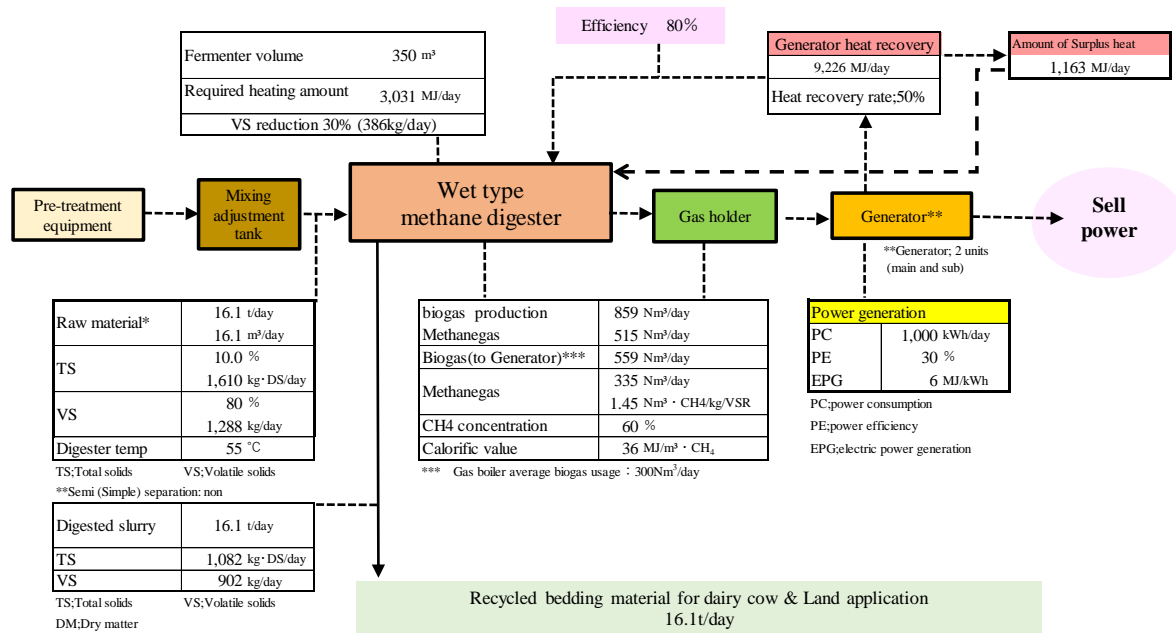 Efficiency 80%
Fermenter volume 350 m³
Required heating amount 3,031 MJ/day
VS reduction 30% (386kg/day)
Generator heat recovery
9,226 MJ/day
Heat recovery rate;50%
Amount of Surplus heat
1,163 MJ/day
Pre-treatment
equipment
Mixing
adjustment
tank
Wet type
methane digester
Gas holder
Generator**
Sell
power
**Generator; 2 units
(main and sub)
Raw material* 16.1 t/day
16.1 m³/day
TS 10.0 %
1,610 kg·DS/day
VS 80 %
1,288 kg/day
Digester temp 55 °C
TS;Total solids VS;Volatile solids
**Semi (Simple) separation: non
biogas production 859 Nm³/day
Methanegas 515 Nm³/day
Biogas(to Generator)*** 559 Nm³/day
Methanegas 335 Nm³/day
1.45 Nm³・CH4/kg/VSR
CH4 concentration 60 %
Calorific value 36 MJ/m³・CH₄
*** Gas boiler average biogas usage：300Nm³/day
Power generation
PC 1,000 kWh/day
PE 30 %
EPG 6 MJ/kWh
PC;power consumption
PE;power efficiency
EPG;electric power generation
Digested slurry 16.1 t/day
TS 1,082 kg·DS/day
VS 902 kg/day
TS;Total solids VS;Volatile solids
DM;Dry matter
Recycled bedding material for dairy cow & Land application
16.1t/day